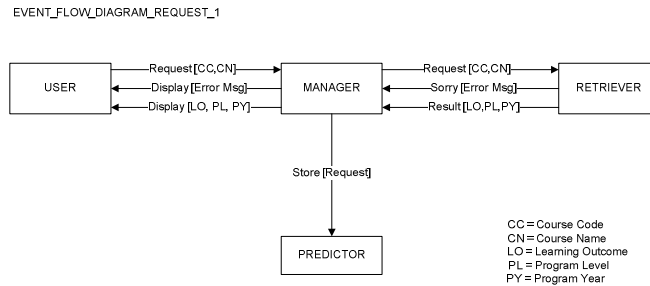 EVENT_FLOW_DIAGRAM_REQUEST_1
USER
Request[CC,CN]
Display[Error Msg]
Display [LO, PL, PY]
MANAGER
Request[CC,CN]
Sorry[Error Msg]
Result[LO,PL,PY]
RETRIEVER
Store [Request]
PREDICTOR
CC = Course Code
CN = Course Name
LO = Learning Outcome
PL = Program Level
PY = Program Year